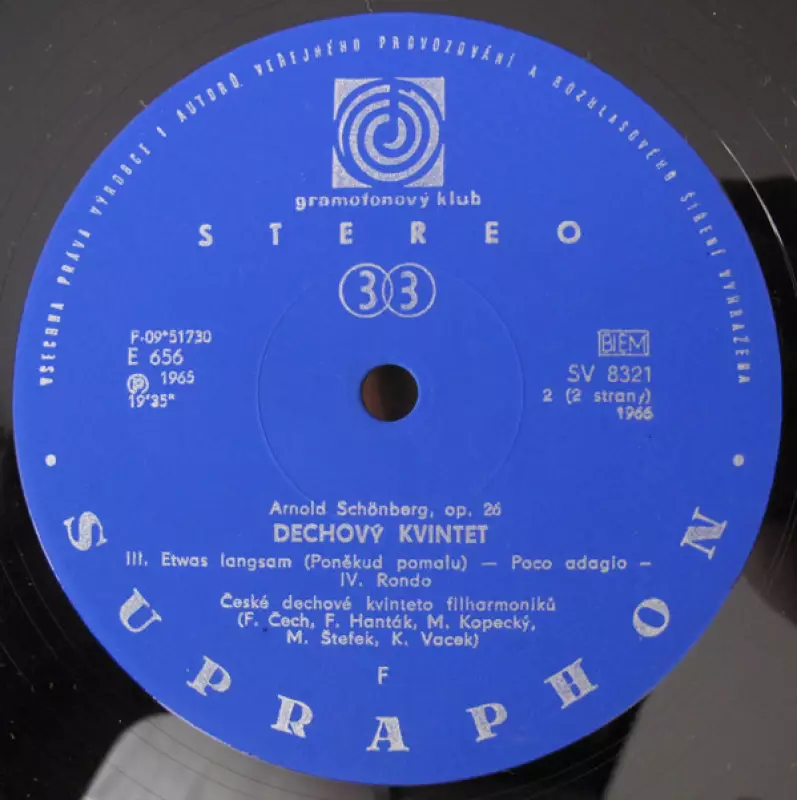 VŠECHNA PRÁVA VÝROBCE I AUTORŮ VEŘEJNÉHO PROVOZOVÁNÍ A ROZHLASOVÉHO ŠÍŘENÍ VYHRAZENA
gramofonový klub
STEREO
33
F-09*51730
E 656
Ⓟ 1965
19'35"
BIEM
SV 8321
2 (2 strany)
1966
Arnold Schönberg, op. 26
DECHOVÝ KVINTET
III. Etwas langsam (Poněkud pomalu) — Poco adagio –
IV. Rondo
České dechové kvinteto filharmoniků
(F. Čech, F. Hanták, M. Kopecký,
M. Štefek, K. Vacek)
F
• SUPRAPHON •